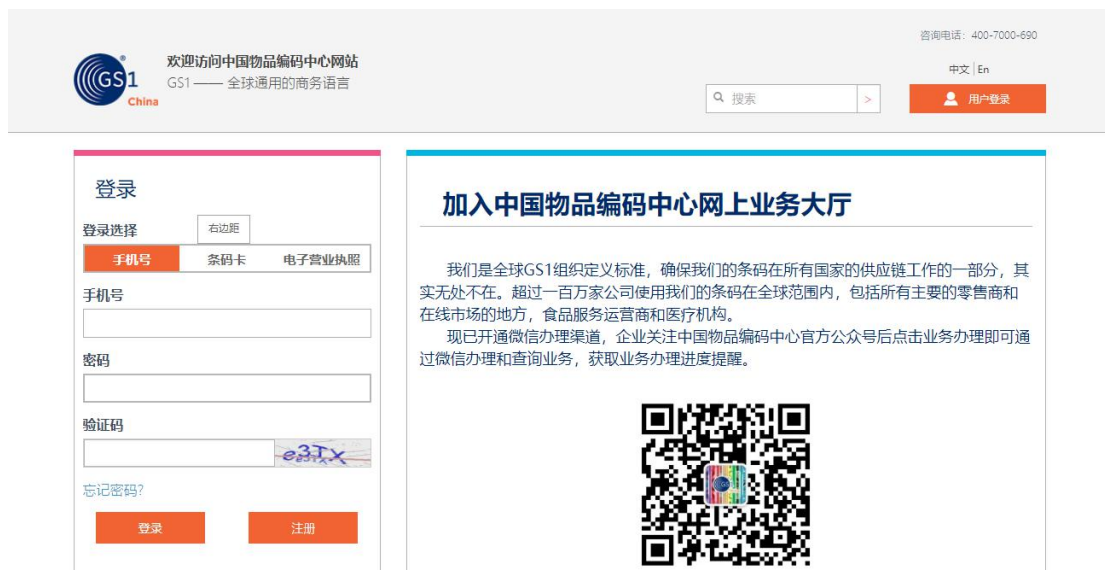 咨询电话：400-7000-690
欢迎访问中国物品编码中心网站
GS1 —— 全球通用的商务语言
GS1
China
中文 | En
搜索 >
用户登录
登录
登录选择
右边距
手机号 条码卡 电子营业执照
手机号
密码
验证码
e3TX
忘记密码?
登录 注册
加入中国物品编码中心网上业务大厅
我们是全球GS1组织定义标准，确保我们的条码在所有国家的供应链工作的一部分，其
实无处不在。超过一百万家公司使用我们的条码在全球范围内，包括所有主要的零售商和
在线市场的地方，食品服务运营商和医疗机构。
现已开通微信办理渠道，企业关注中国物品编码中心官方公众号后点击业务办理即可通
过微信办理和查询业务，获取业务办理进度提醒。
GS1